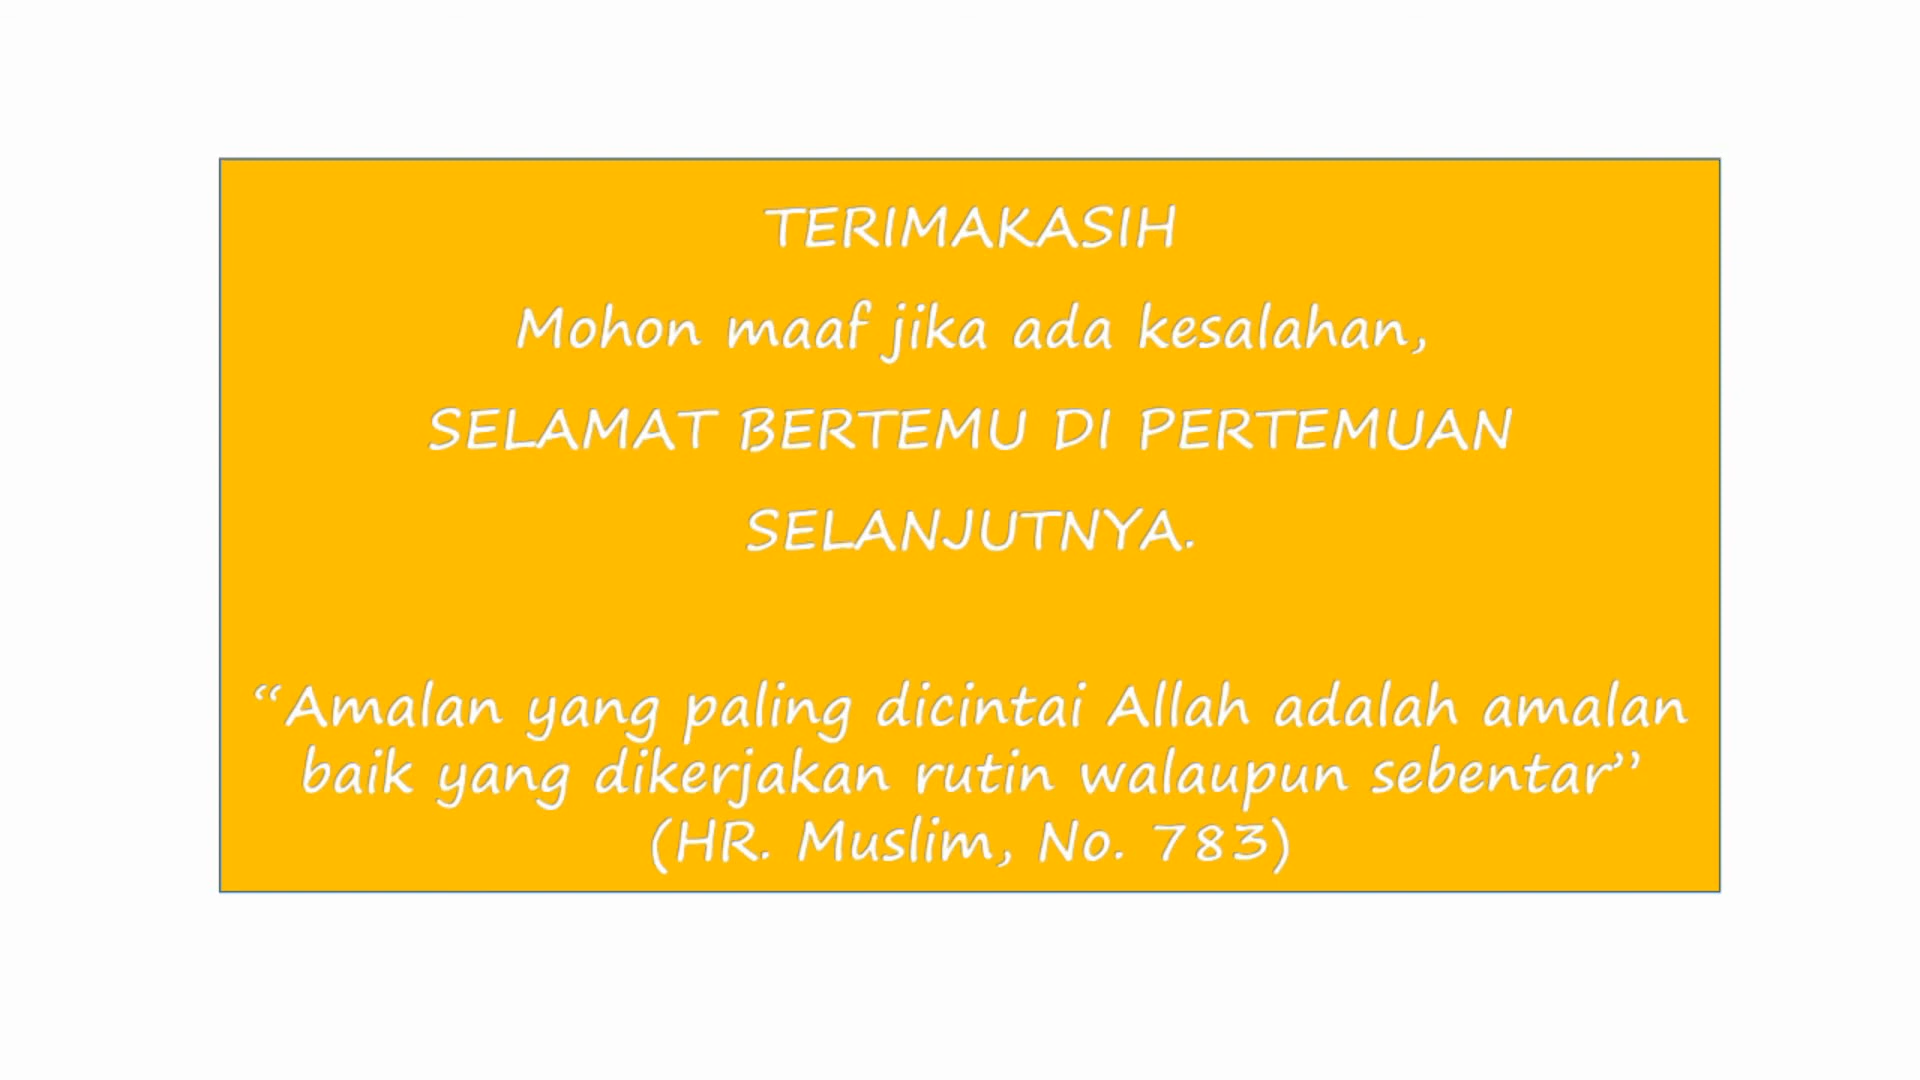 TERIMAKASIH
Mohon maaf jika ada kesalahan,
SELAMAT BERTEMU DI PERTEMUAN
SELANJUTNYA.
“Amalan yang paling dicintai Allah adalah amalan
baik yang dikerjakan rutin walaupun sebentar”
(HR. Muslim, No. 783)